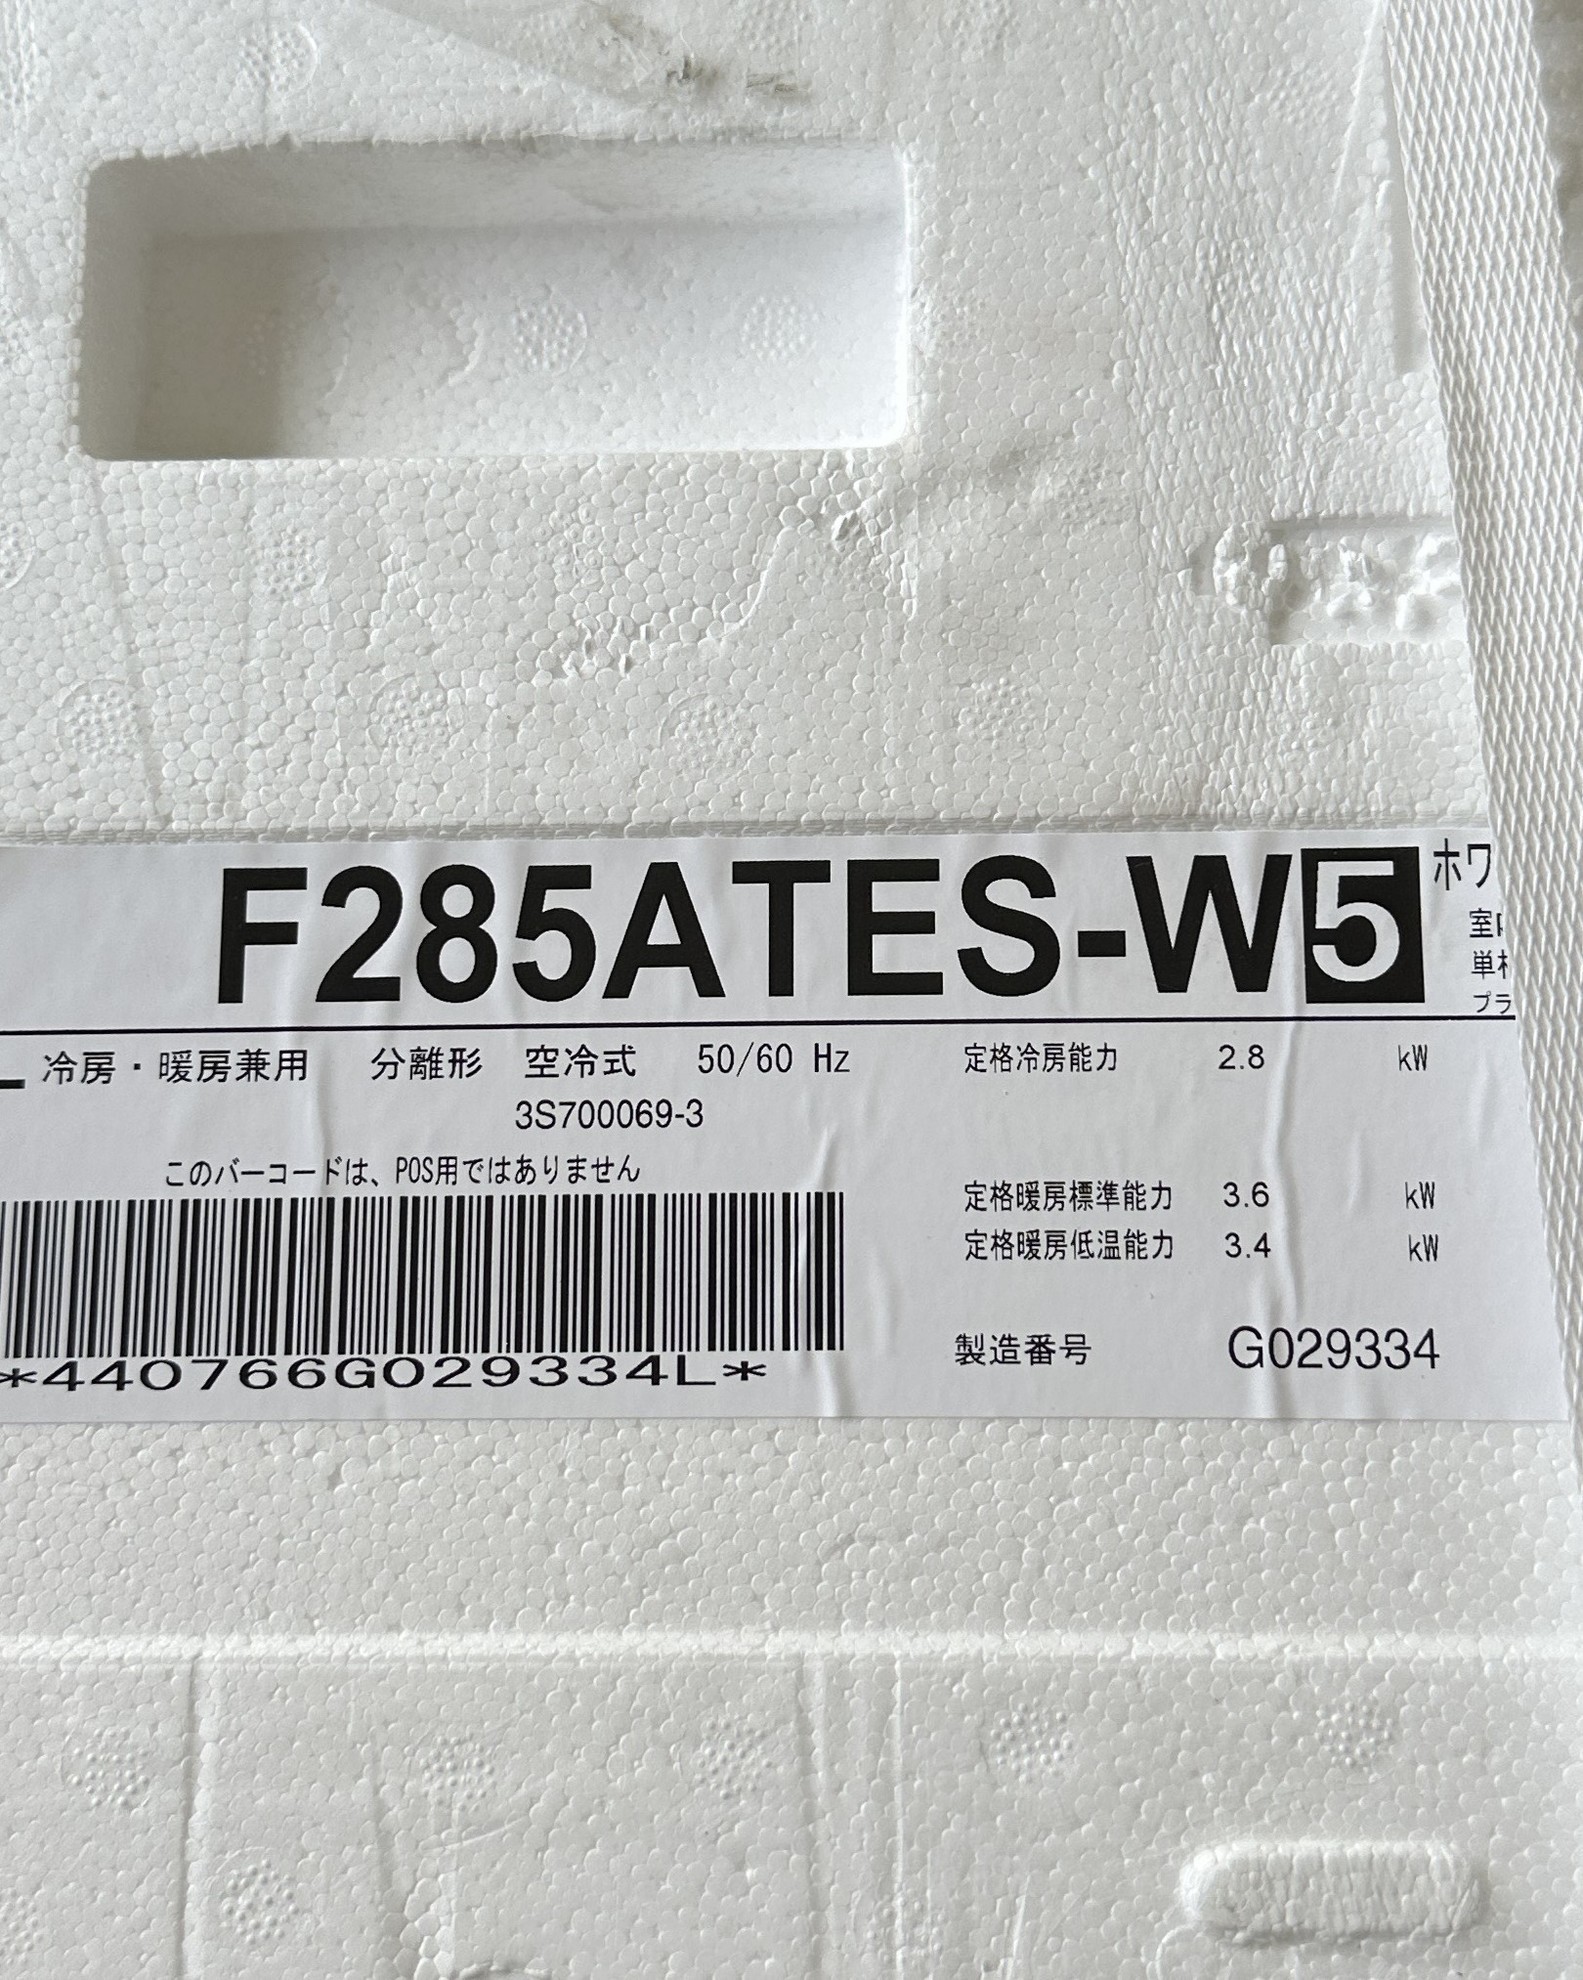 F285ATES-W5
ホワ
室
単
プラ
冷房・暖房兼用 分離形 空冷式 50/60 Hz
3S700069-3
このバーコードは、POS用ではありません
*440766G029334L*
定格冷房能力 2.8 kW
定格暖房標準能力 3.6 kW
定格暖房低温能力 3.4 kW
製造番号 G029334